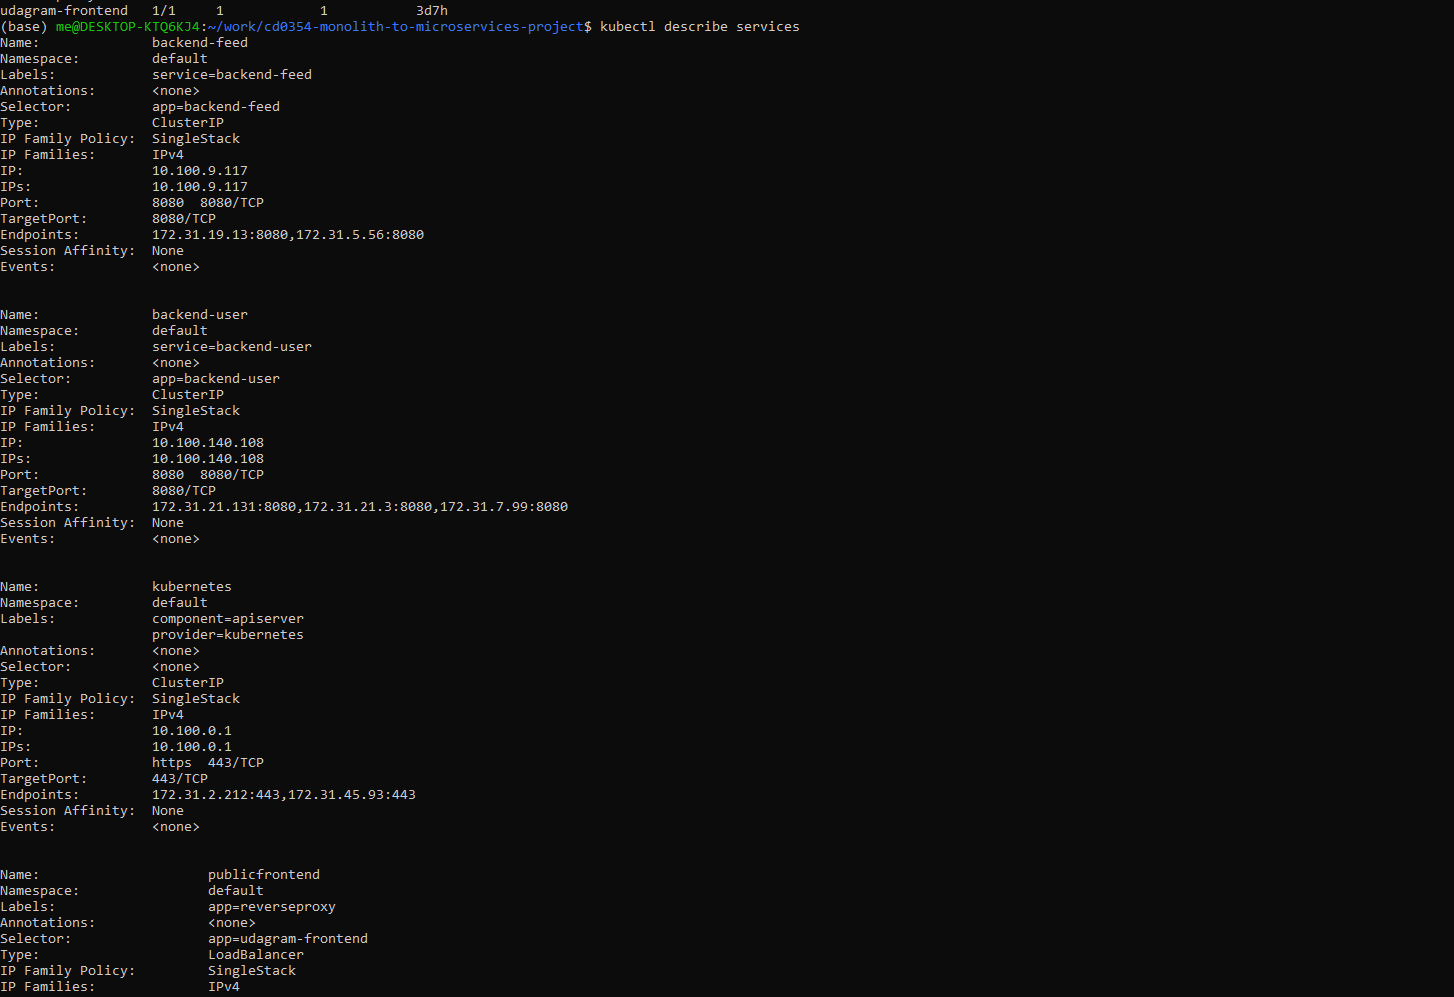 udagram-frontend   1/1     1            1           3d7h
(base) me@DESKTOP-KTQ6KJ4:~/work/cd0354-monolith-to-microservices-project$ kubectl describe services
Name:              backend-feed
Namespace:         default
Labels:            service=backend-feed
Annotations:       <none>
Selector:          app=backend-feed
Type:              ClusterIP
IP Family Policy:  SingleStack
IP Families:       IPv4
IP:                10.100.9.117
IPs:               10.100.9.117
Port:              8080  8080/TCP
TargetPort:        8080/TCP
Endpoints:         172.31.19.13:8080,172.31.5.56:8080
Session Affinity:  None
Events:            <none>


Name:              backend-user
Namespace:         default
Labels:            service=backend-user
Annotations:       <none>
Selector:          app=backend-user
Type:              ClusterIP
IP Family Policy:  SingleStack
IP Families:       IPv4
IP:                10.100.140.108
IPs:               10.100.140.108
Port:              8080  8080/TCP
TargetPort:        8080/TCP
Endpoints:         172.31.21.131:8080,172.31.21.3:8080,172.31.7.99:8080
Session Affinity:  None
Events:            <none>


Name:              kubernetes
Namespace:         default
Labels:            component=apiserver
                   provider=kubernetes
Annotations:       <none>
Selector:          <none>
Type:              ClusterIP
IP Family Policy:  SingleStack
IP Families:       IPv4
IP:                10.100.0.1
IPs:               10.100.0.1
Port:              https  443/TCP
TargetPort:        443/TCP
Endpoints:         172.31.2.212:443,172.31.45.93:443
Session Affinity:  None
Events:            <none>


Name:                     publicfrontend
Namespace:                default
Labels:                   app=reverseproxy
Annotations:              <none>
Selector:                 app=udagram-frontend
Type:                     LoadBalancer
IP Family Policy:         SingleStack
IP Families:              IPv4